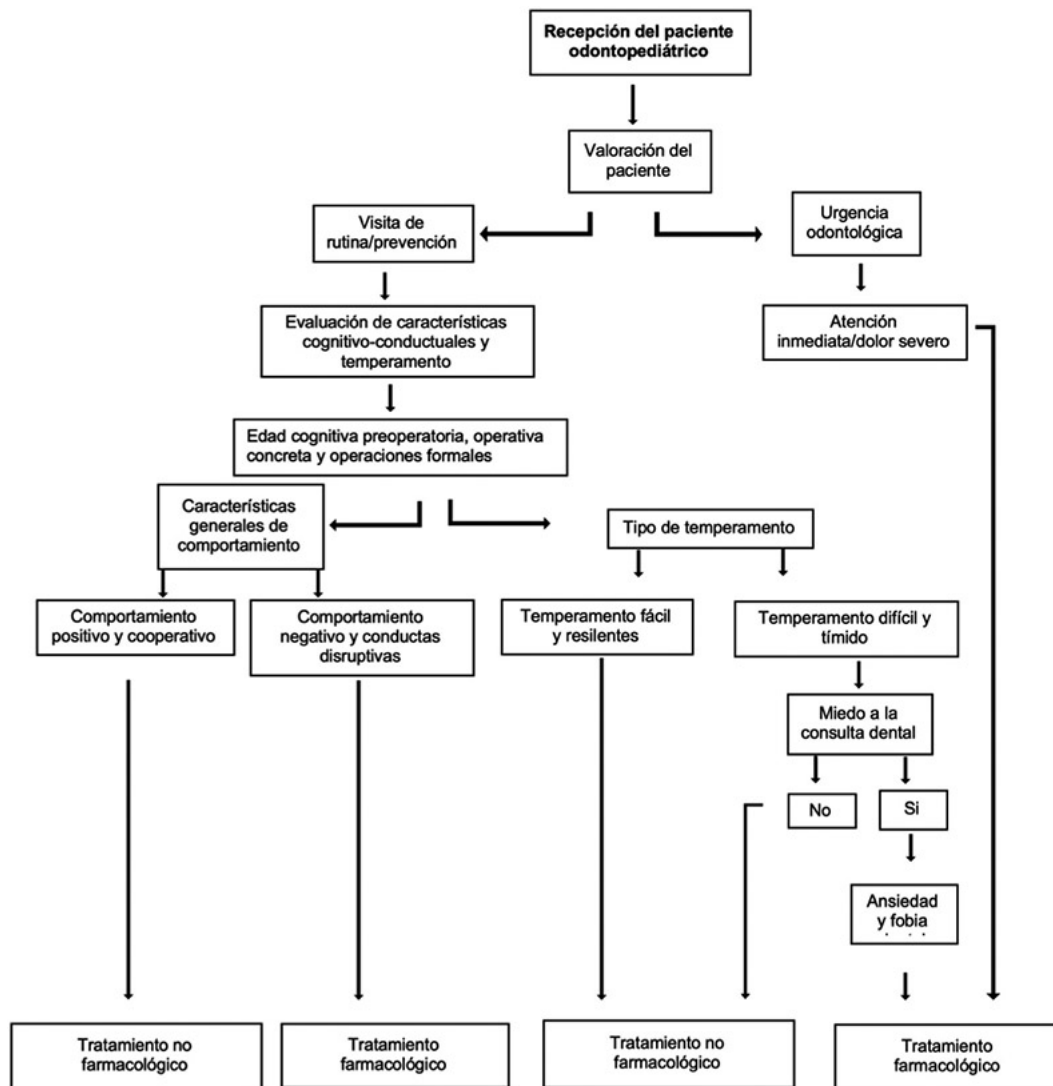 Recepción del paciente
odontopediátrico
Valoración del
paciente
Visita de
rutina/prevención
Urgencia
odontológica
Evaluación de características
cognitivo-conductuales y
temperamento
Atención
inmediata/dolor severo
Edad cognitiva preoperatoria, operativa
concreta y operaciones formales
Características
generales de
comportamiento
Tipo de temperamento
Comportamiento
positivo y cooperativo
Comportamiento
negativo y conductas
disruptivas
Temperamento fácil
y resilentes
Temperamento difícil y
tímido
Miedo a la
consulta dental
No
Si
Ansiedad
y fobia
Tratamiento no
farmacológico
Tratamiento
farmacológico
Tratamiento no
farmacológico
Tratamiento
farmacológico